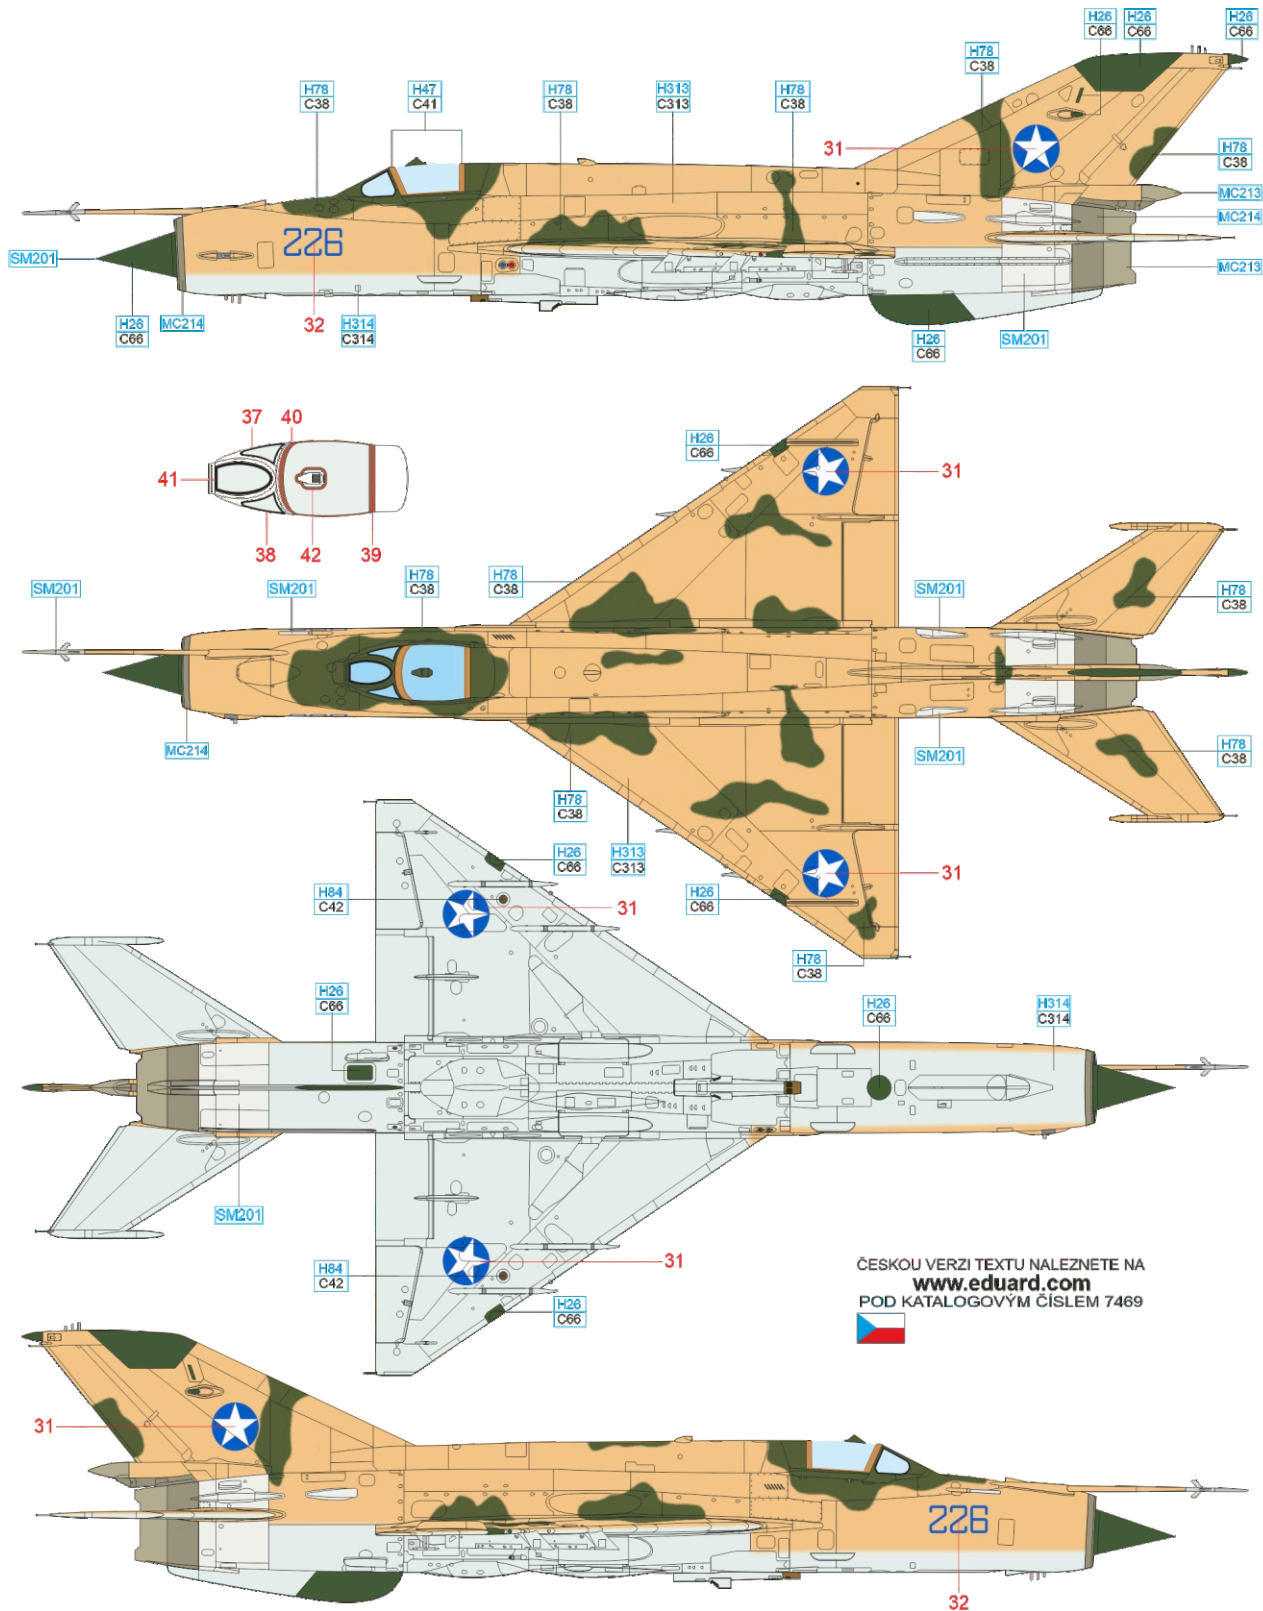 H26
C66
H26
C66
H26
C66
H78
C38
H78
C38
H47
C41
H78
C38
H313
C313
H78
C38
31
H78
C38
MC213
MC214
226
SM201
MC213
H26
C66
MC214
32
H314
C314
H26
C66
SM201
37
40
H26
C66
41
31
38
42
39
SM201
SM201
H78
C38
H78
C38
SM201
H78
C38
MC214
SM201
H78
C38
H78
C38
H26
C66
H313
C313
31
H84
C42
31
H26
C66
H78
C38
H26
C66
H26
C66
H314
C314
SM201
31
H84
C42
H26
C66
ČESKOU VERZI TEXTU NALEZNETE NA
www.eduard.com
POD KATALOGOVÝM ČÍSLEM 7469
31
226
32